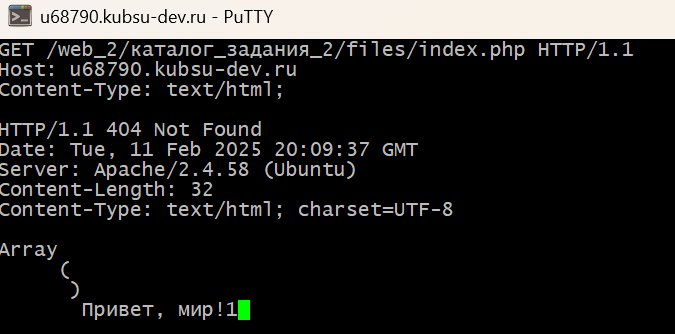 u68790.kubsu-dev.ru - PuTTY
GET /web_2/каталог_задания_2/files/index.php HTTP/1.1
Host: u68790.kubsu-dev.ru
Content-Type: text/html;
HTTP/1.1 404 Not Found
Date: Tue, 11 Feb 2025 20:09:37 GMT
Server: Apache/2.4.58 (Ubuntu)
Content-Length: 32
Content-Type: text/html; charset=UTF-8
Array
(
)
Привет, мир!1